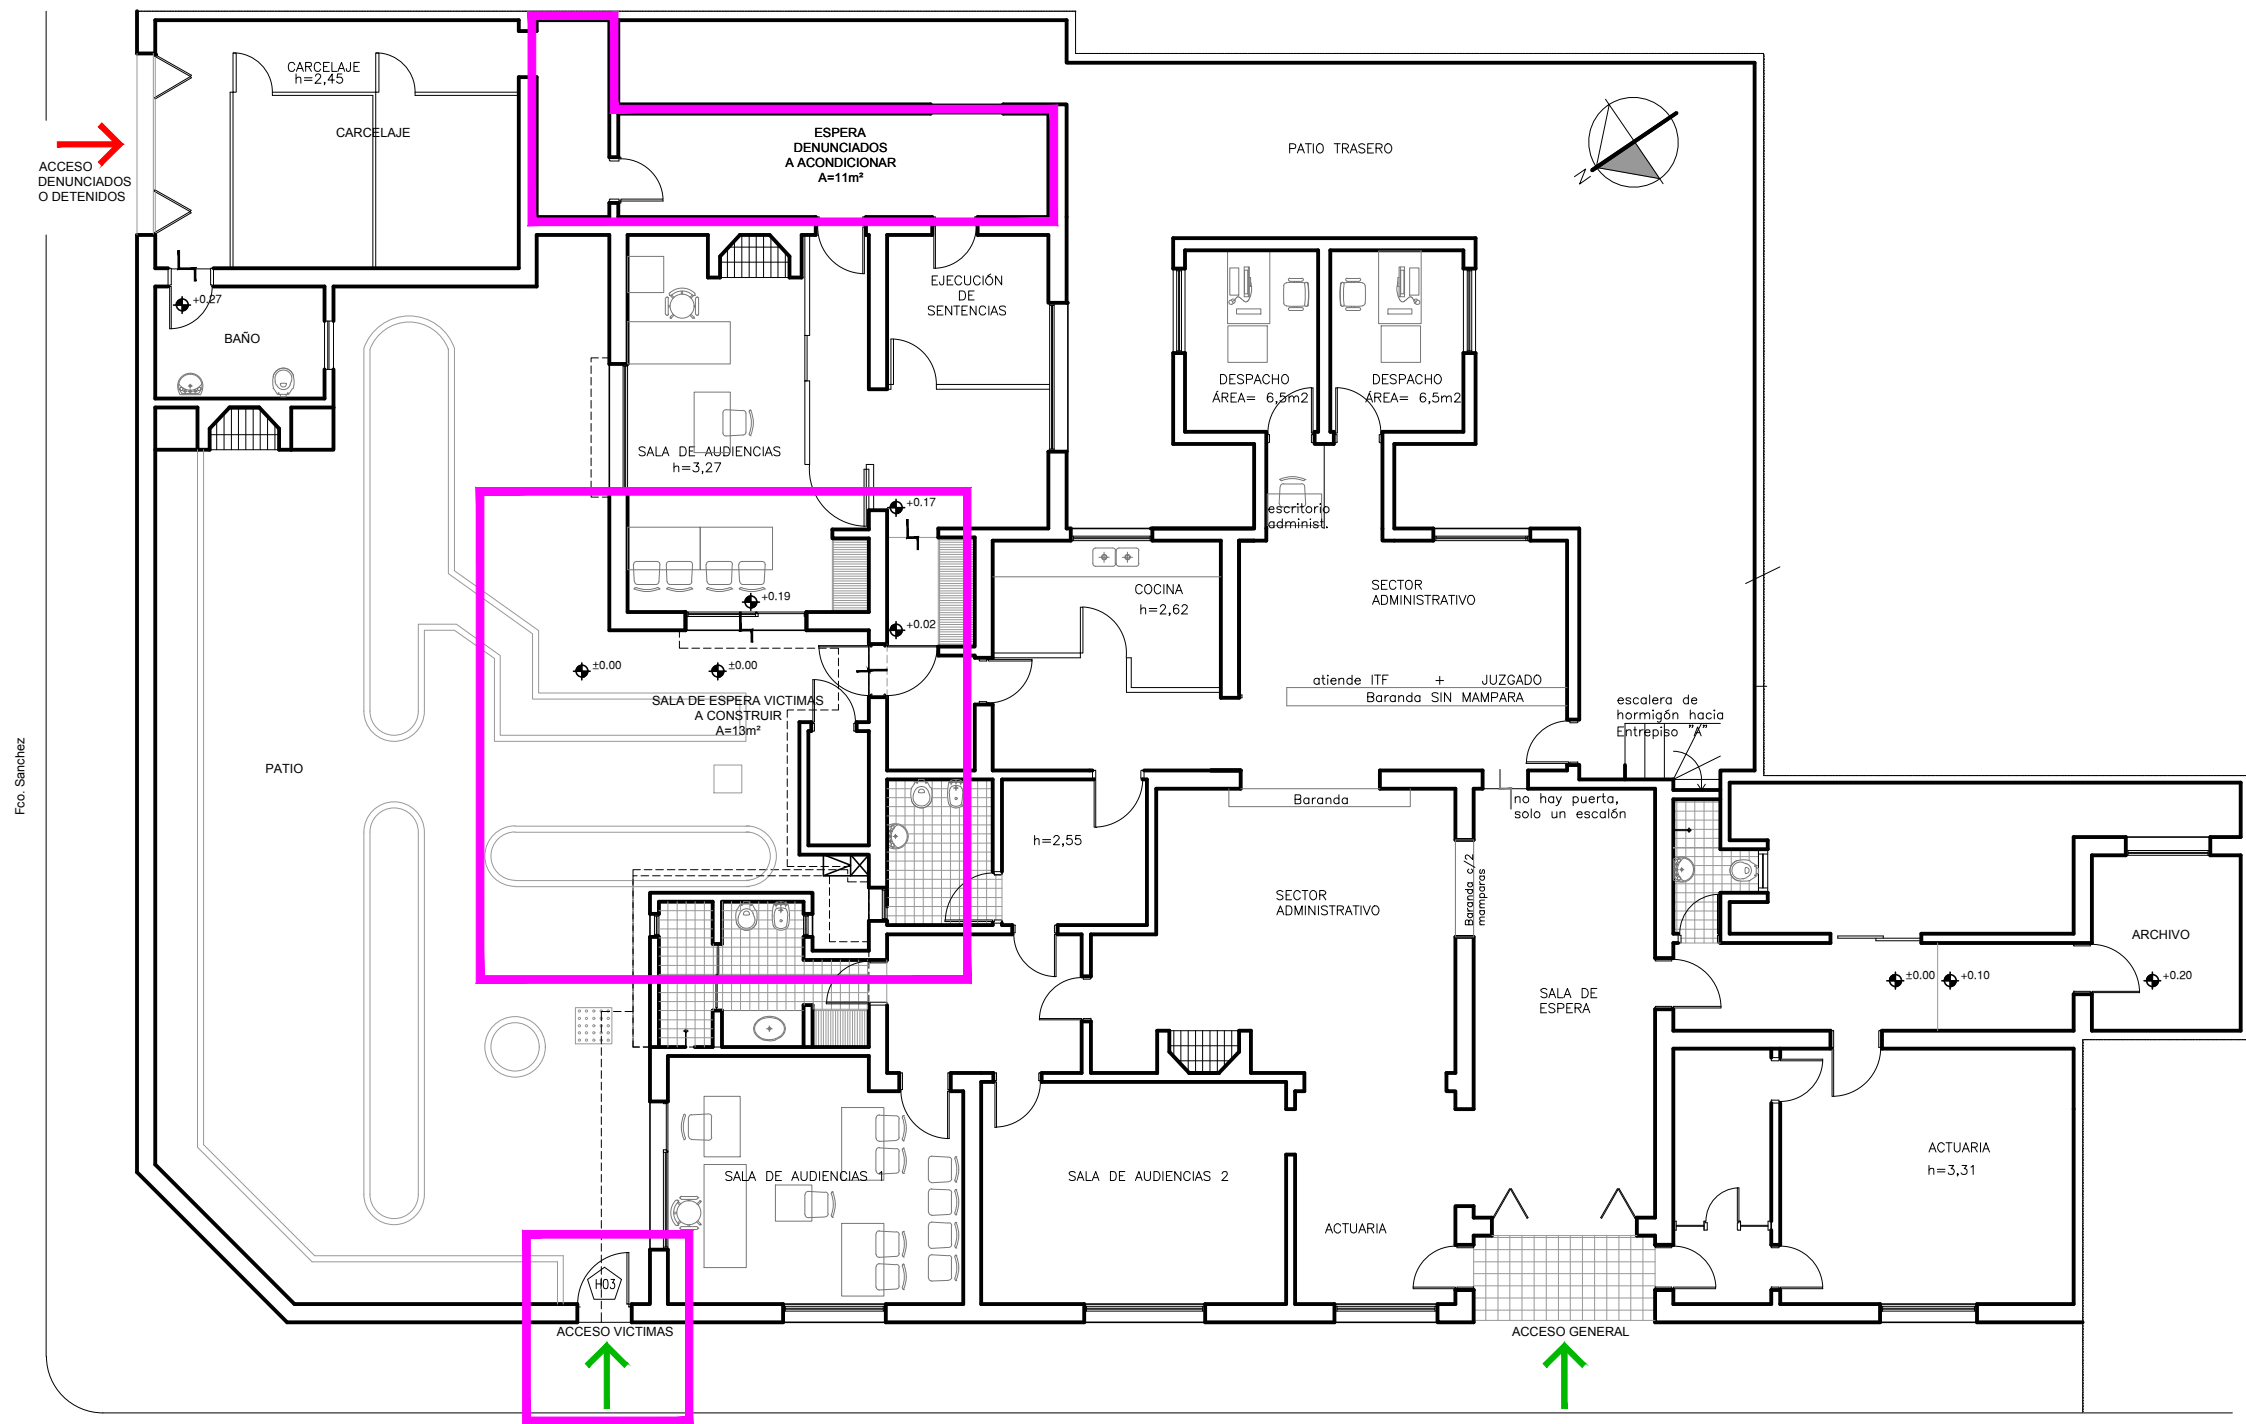 CARCELAJE
h=2,45
CARCELAJE
ACCESO
DENUNCIADOS
O DETENIDOS
ESPERA
DENUNCIADOS
A ACONDICIONAR
A=11m²
PATIO TRASERO
N
+0.27
BAÑO
EJECUCIÓN
DE
SENTENCIAS
DESPACHO
ÁREA= 6,5m2
DESPACHO
ÁREA= 6,5m2
SALA DE AUDIENCIAS
h=3,27
+0.17
escritorio
administ.
+0.19
+0.02
COCINA
h=2,62
SECTOR
ADMINISTRATIVO
±0.00
±0.00
SALA DE ESPERA VICTIMAS
A CONSTRUIR
A=13m²
atiende ITF + JUZGADO
Baranda SIN MAMPARA
escalera de
hormigón hacia
Entrepiso "A"
Fco. Sanchez
PATIO
Baranda
no hay puerta,
solo un escalón
h=2,55
Baranda c/2
mamparas
SECTOR
ADMINISTRATIVO
ARCHIVO
±0.00
+0.10
+0.20
SALA DE
ESPERA
SALA DE AUDIENCIAS 1
SALA DE AUDIENCIAS 2
ACTUARIA
ACTUARIA
h=3,31
H03
ACCESO VICTIMAS
ACCESO GENERAL